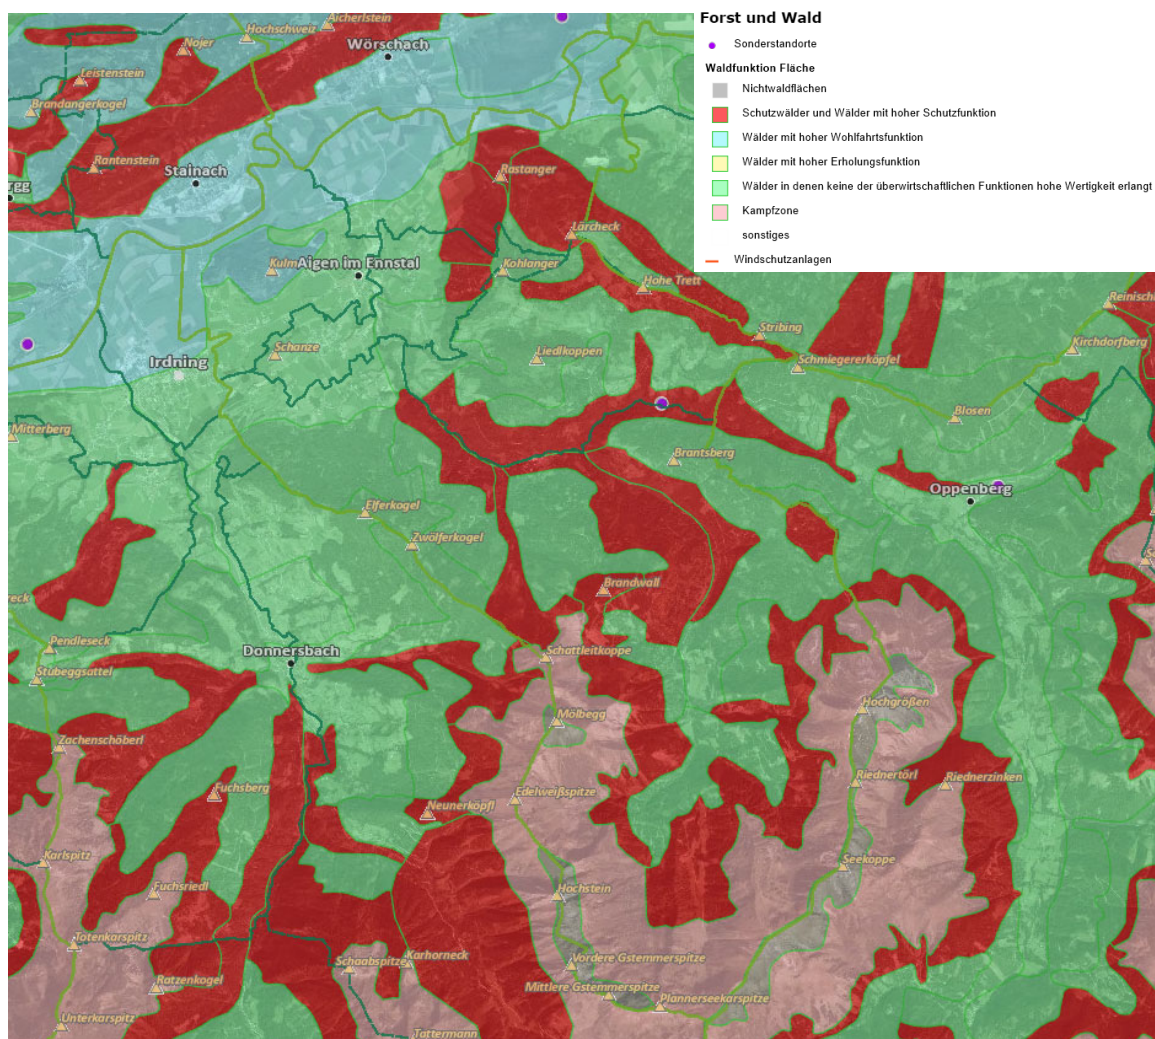 Forst und Wald
Sonderstandorte
Waldfunktion Fläche
Nichtwaldflächen
Schutzwälder und Wälder mit hoher Schutzfunktion
Wälder mit hoher Wohlfahrtsfunktion
Wälder mit hoher Erholungsfunktion
Wälder in denen keine der überwirtschaftlichen Funktionen hohe Wertigkeit erlangt
Kampfzone
sonstiges
Windschutzanlagen
Aicherlstein
Hochschweiz
Nojer
Wörschach
Leistenstein
Brandangerkogel
Rantenstein
Stainach
Rastanger
rgg
Lärcheck
Kulm
Aigen im Ennstal
Kohlanger
Hohe Trett
Reinischk
Stribing
Schanze
Liedlkoppen
Kirchdorfberg
Irdning
Schmiegererköpfel
Blosen
Mitterberg
Brantsberg
Oppenberg
Elferkogel
Zwölferkogel
Brandwall
reck
Pendleseck
Donnersbach
Schattleitkoppe
Stubeggsattel
Hochgrößen
Mölbegg
Zachenschöberl
Riednertörl
Riednerzinken
Fuchsberg
Edelweißspitze
Neunerköpfl
Karlspitz
Seekoppe
Fuchsriedl
Hochstein
Totenkarspitz
Karhorneck
Schaabspitze
Vordere Gstemmerspitze
Ratzenkogel
Mittlere Gstemmerspitze
Plannerseekarspitze
Unterkarspitz
Tattermann